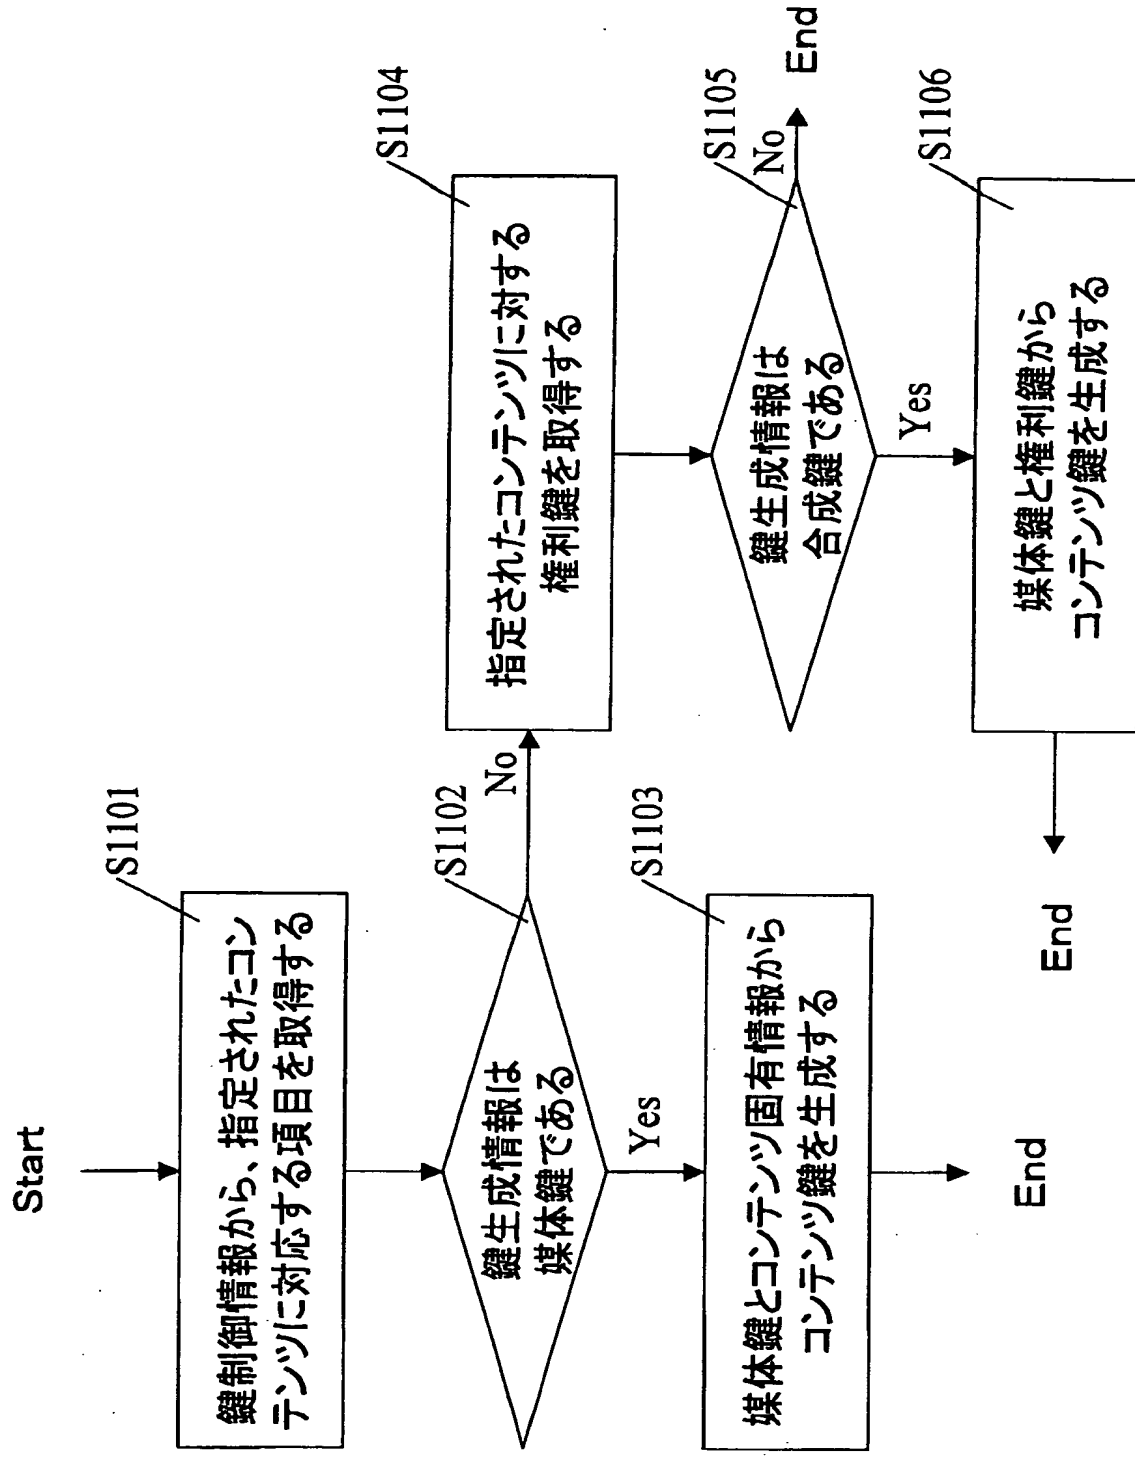 Start
S1101
鍵制御情報から、指定されたコン
テンツに対応する項目を取得する
S1102
鍵生成情報は
媒体鍵である
No
Yes
S1103
媒体鍵とコンテンツ固有情報から
コンテンツ鍵を生成する
End
S1104
指定されたコンテンツに対する
権利鍵を取得する
S1105
鍵生成情報は
合成鍵である
No
End
Yes
S1106
媒体鍵と権利鍵から
コンテンツ鍵を生成する
End